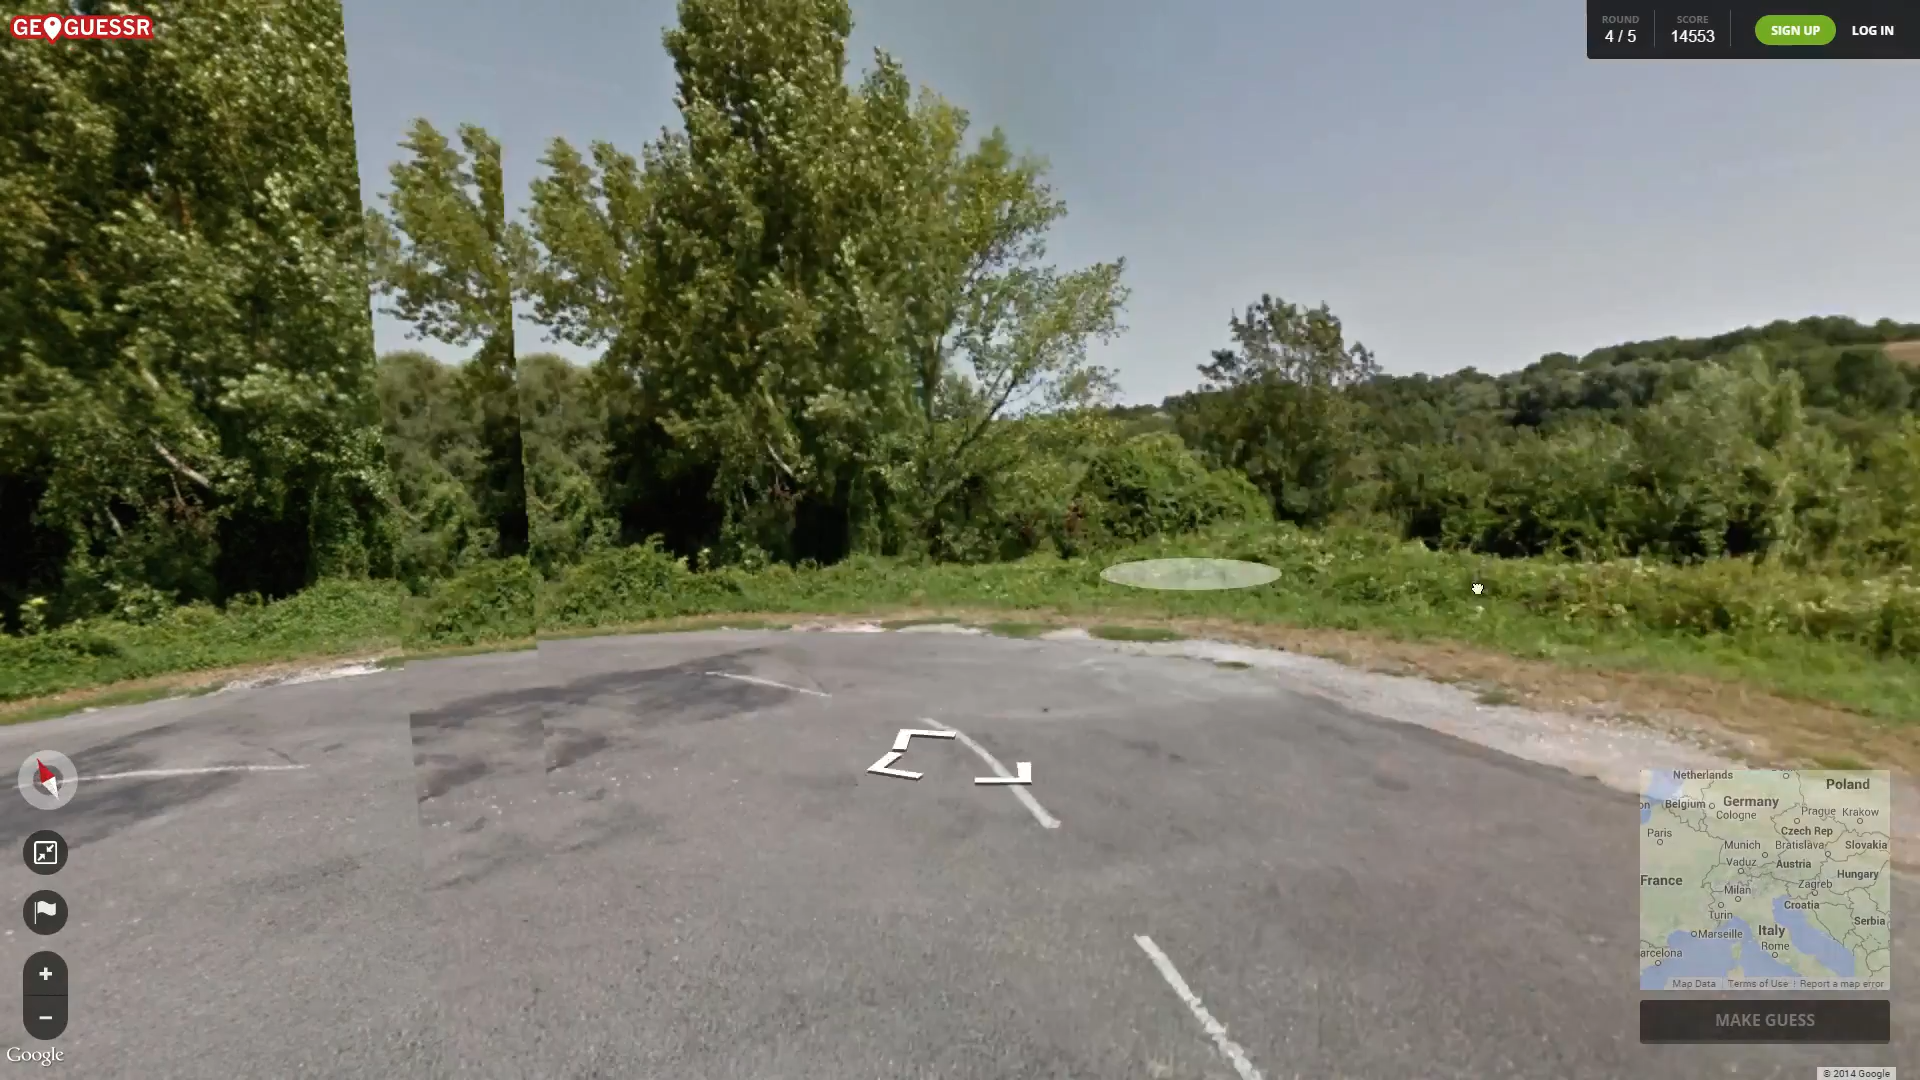 GEOGUESSR
ROUND
4 / 5
SCORE
14553
SIGN UP
LOG IN
Netherlands
Poland
on
Belgium
Germany
Cologne
Prague
Krakow
Paris
Czech Rep
Munich
Bratislava
Slovakia
Vaduz
Austria
France
Hungary
Milan
Zagreb
Turin
Croatia
Serbia
Marseille
Italy
Rome
arcelona
Map Data
Terms of Use
Report a map error
MAKE GUESS
+
−
Google
© 2014 Google